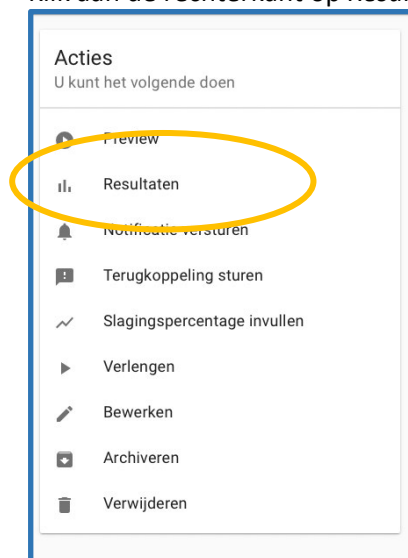 Acties
U kunt het volgende doen
Preview
Resultaten
Notificatie versturen
Terugkoppeling sturen
Slagingspercentage invullen
Verlengen
Bewerken
Archiveren
Verwijderen